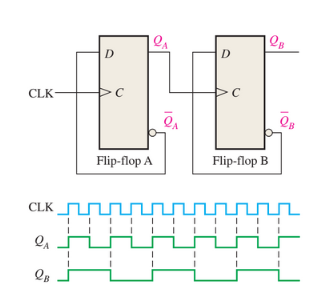 Q_A Q_B
D D
CLK C C
Q̅_A Q̅_B
Flip-flop A Flip-flop B
CLK
Q_A
Q_B